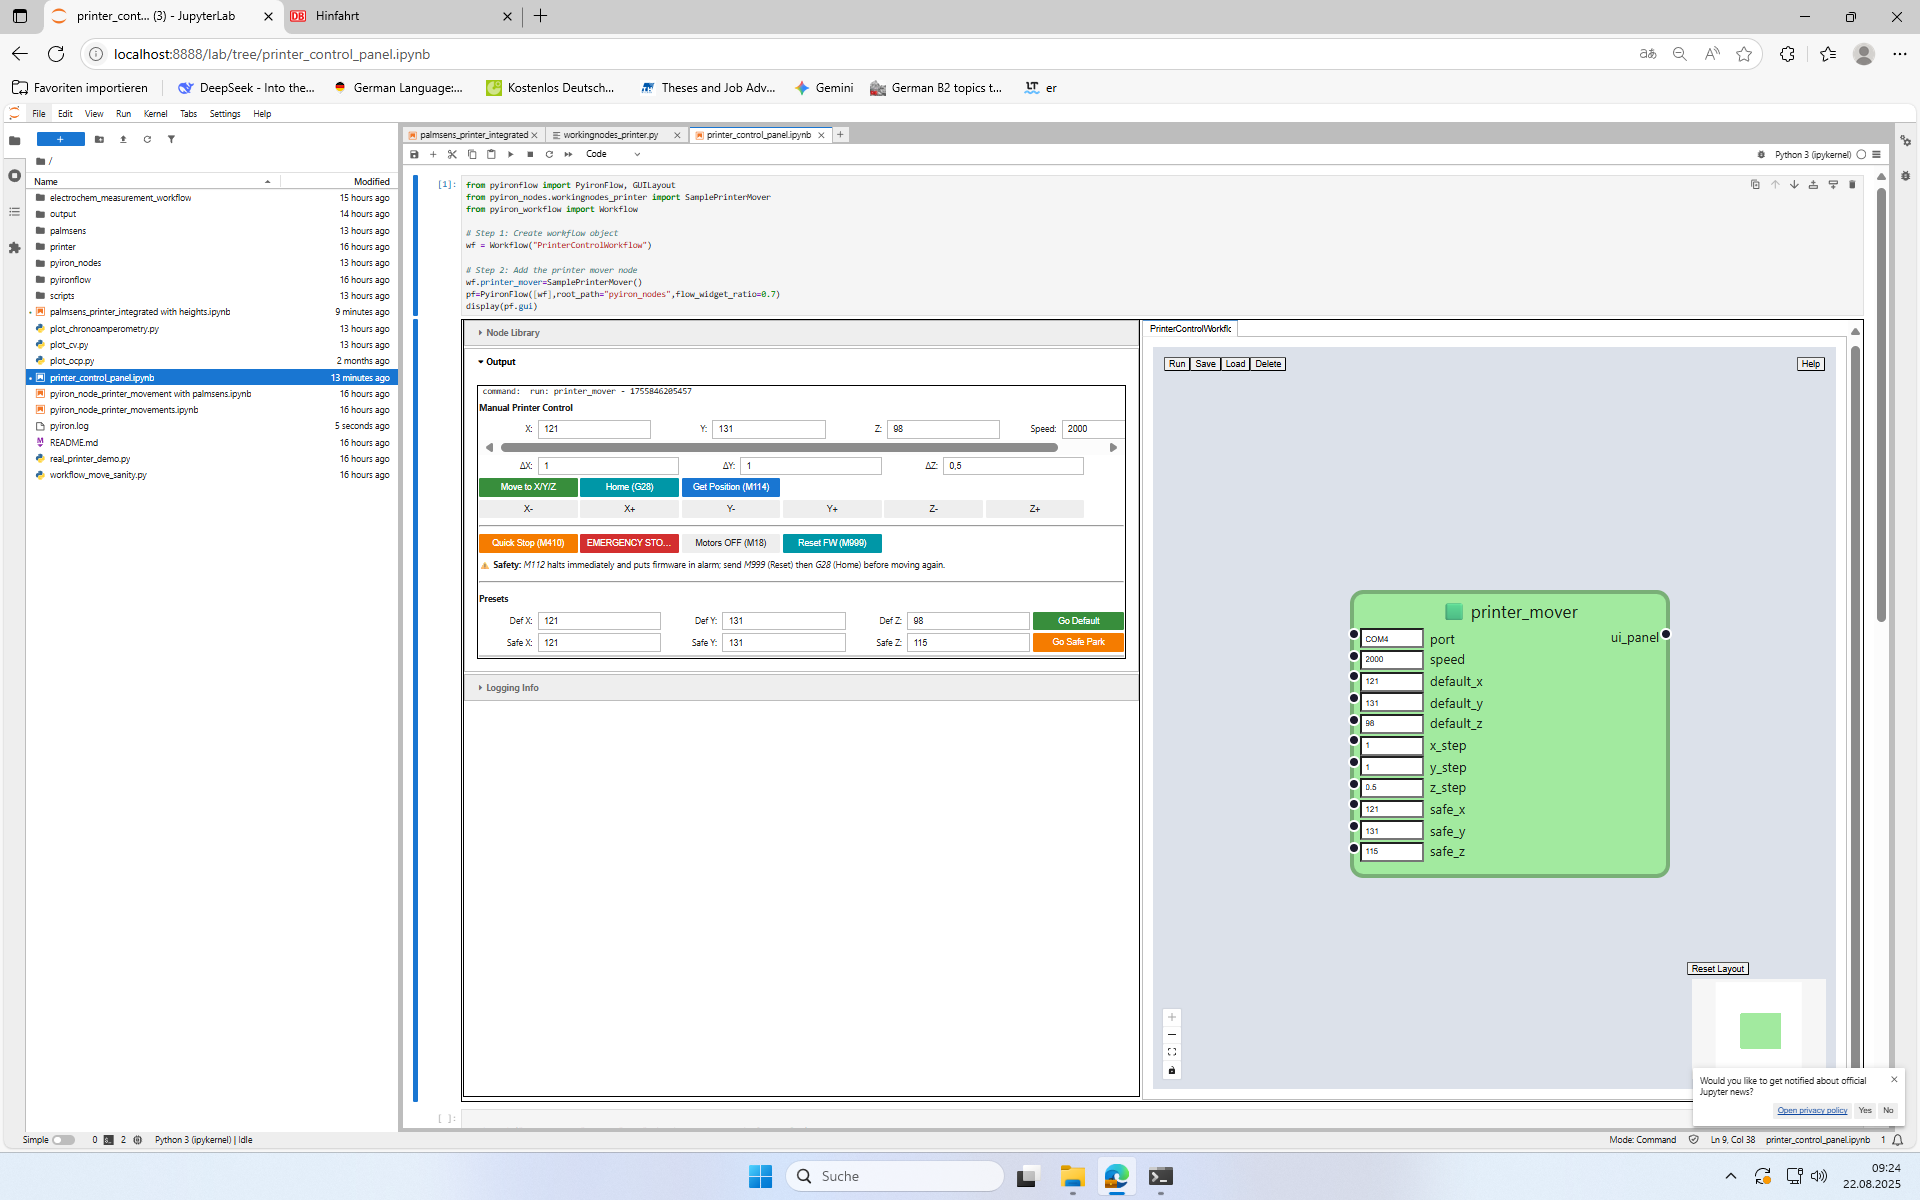 printer_cont... (3) - JupyterLab
DB Hinfahrt
localhost:8888/lab/tree/printer_control_panel.ipynb
Favoriten importieren
DeepSeek - Into the...
German Language:...
Kostenlos Deutsch...
Theses and Job Adv...
Gemini
German B2 topics t...
LT er
File Edit View Run Kernel Tabs Settings Help
+
/
Name Modified
electrochem_measurement_workflow 15 hours ago
output 14 hours ago
palmsens 13 hours ago
printer 16 hours ago
pyiron_nodes 13 hours ago
pyironflow 16 hours ago
scripts 13 hours ago
palmsens_printer_integrated with heights.ipynb 9 minutes ago
plot_chronoamperometry.py 13 hours ago
plot_cv.py 13 hours ago
plot_ocp.py 2 months ago
printer_control_panel.ipynb 13 minutes ago
pyiron_node_printer_movement with palmsens.ipynb 16 hours ago
pyiron_node_printer_movements.ipynb 16 hours ago
pyiron.log 5 seconds ago
README.md 16 hours ago
real_printer_demo.py 16 hours ago
workflow_move_sanity.py 16 hours ago
palmsens_printer_integrated
workingnodes_printer.py
printer_control_panel.ipynb
Code
Python 3 (ipykernel)
[1]:
from pyironflow import PyironFlow, GUILayout
from pyiron_nodes.workingnodes_printer import SamplePrinterMover
from pyiron_workflow import Workflow
# Step 1: Create workflow object
wf = Workflow("PrinterControlWorkflow")
# Step 2: Add the printer mover node
wf.printer_mover=SamplePrinterMover()
pf=PyironFlow([wf],root_path="pyiron_nodes",flow_widget_ratio=0.7)
display(pf.gui)
Node Library
Output
command: run: printer_mover - 1755846205457
Manual Printer Control
X: 121 Y: 131 Z: 98 Speed: 2000
ΔX: 1 ΔY: 1 ΔZ: 0,5
Move to X/Y/Z Home (G28) Get Position (M114)
X- X+ Y- Y+ Z- Z+
Quick Stop (M410) EMERGENCY STO... Motors OFF (M18) Reset FW (M999)
Safety: M112 halts immediately and puts firmware in alarm; send M999 (Reset) then G28 (Home) before moving again.
Presets
Def X: 121 Def Y: 131 Def Z: 98 Go Default
Safe X: 121 Safe Y: 131 Safe Z: 115 Go Safe Park
Logging Info
PrinterControlWorkflc
Run Save Load Delete Help
printer_mover
COM4 port ui_panel
2000 speed
121 default_x
131 default_y
98 default_z
1 x_step
1 y_step
0.5 z_step
121 safe_x
131 safe_y
115 safe_z
Reset Layout
Would you like to get notified about official
Jupyter news?
Open privacy policy Yes No
[ ]:
Simple 0 2 Python 3 (ipykernel) | Idle
Mode: Command Ln 9, Col 38 printer_control_panel.ipynb 1
Suche
09:24
22.08.2025